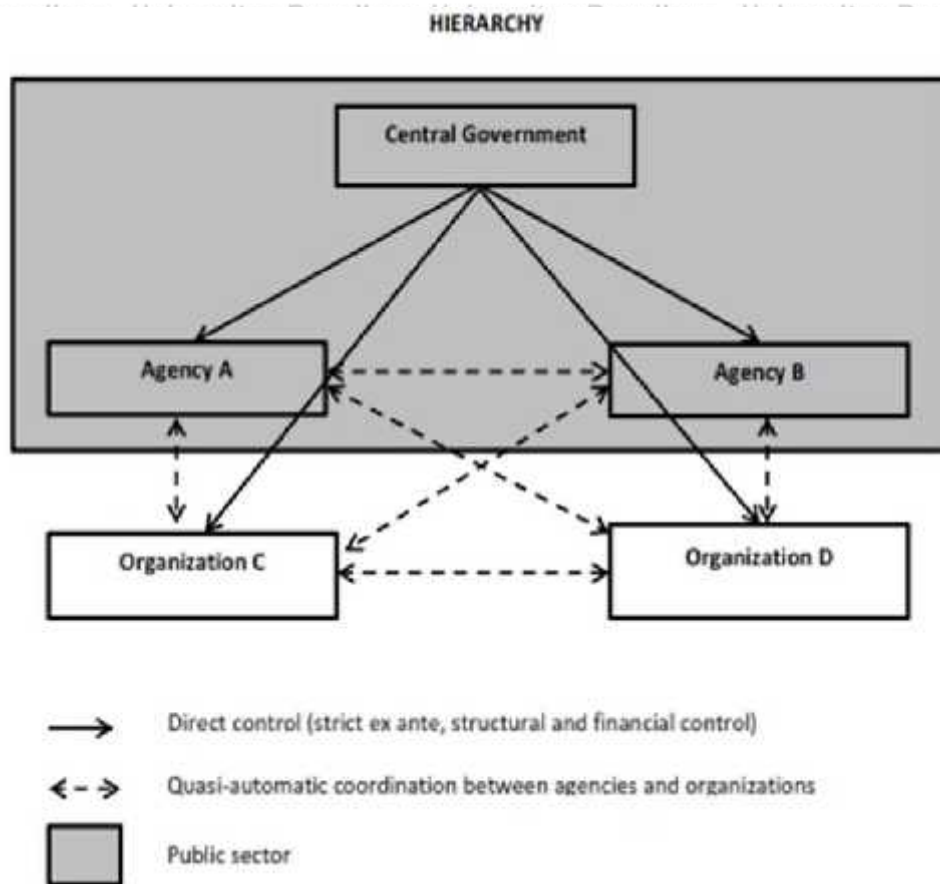 HIERARCHY
Central Government
Agency A
Agency B
Organization C
Organization D
Direct control (strict ex ante, structural and financial control)
Quasi-automatic coordination between agencies and organizations
Public sector